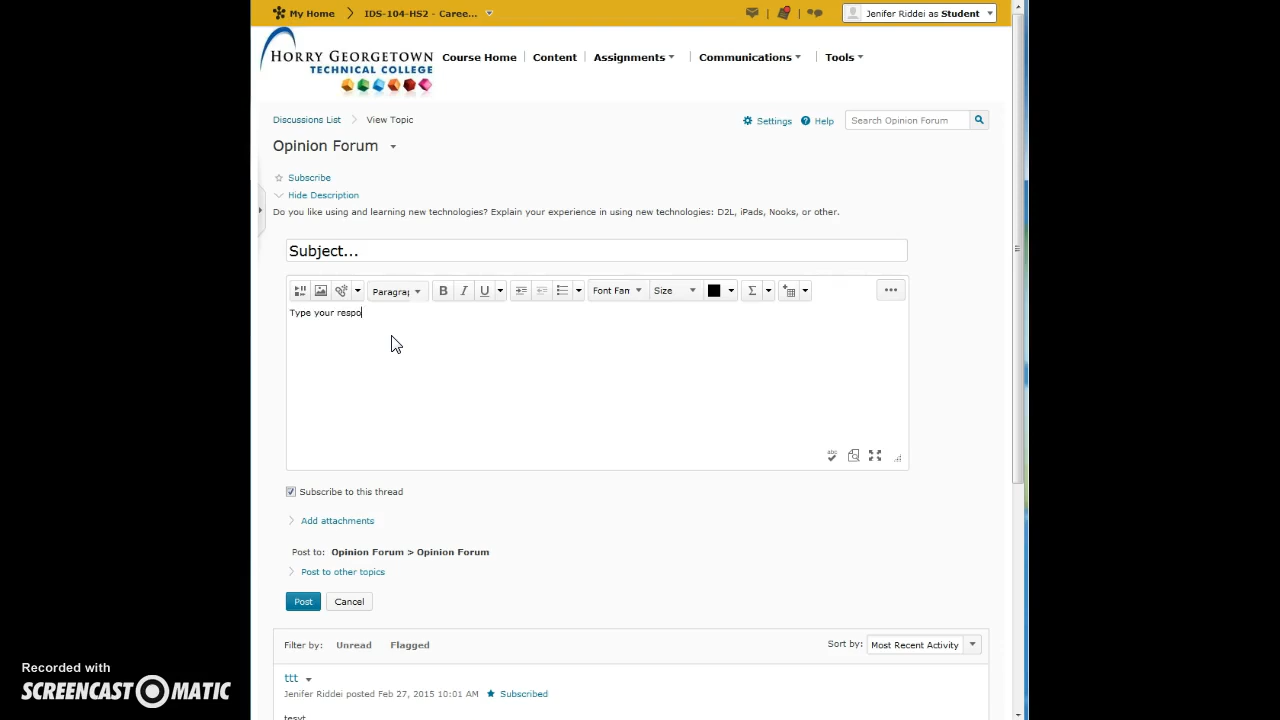 My Home
IDS-104-HS2 - Caree...
Jenifer Riddei as Student
HORRY GEORGETOWN
TECHNICAL COLLEGE
Course Home
Content
Assignments
Communications
Tools
Discussions List
View Topic
Settings
Help
Search Opinion Forum
Opinion Forum
Subscribe
Hide Description
Do you like using and learning new technologies? Explain your experience in using new technologies: D2L, iPads, Nooks, or other.
Subject...
Paragra
B I U
Font Fan
Size
Σ
Type your respo
abc
Subscribe to this thread
Add attachments
Post to: Opinion Forum > Opinion Forum
Post to other topics
Post
Cancel
Filter by: Unread Flagged
Sort by: Most Recent Activity
ttt
Jenifer Riddei posted Feb 27, 2015 10:01 AM
Subscribed
tesyt
Recorded with
SCREENCAST-O-MATIC